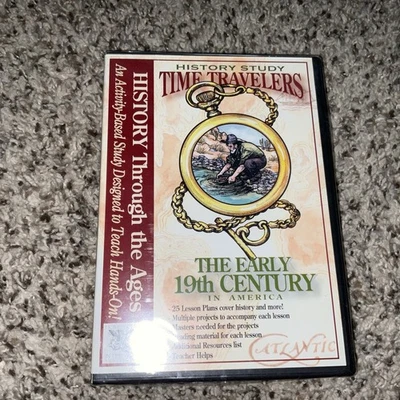 HISTORY STUDY
TIME TRAVELERS
HISTORY Through the Ages
An Activity-Based Study Designed to Teach Hands-On!
THE EARLY
19th CENTURY
IN AMERICA
25 Lesson Plans cover history and more!
Multiple projects to accompany each lesson
Masters needed for the projects
material for each lesson
Additional Resources list
Teacher Helps
ATLANTIC